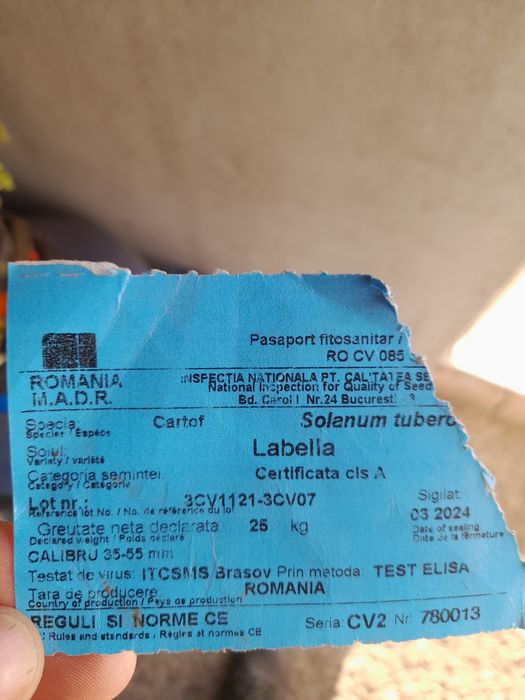 Pasaport fitosanitar /
RO CV 085
ROMANIA
M.A.D.R.
INSPECTIA NATIONALA PT. CALITATEA SE
National Inspection for Quality of Seed
Bd. Carol I Nr.24 Bucuresti 3
Specia
Species / Espèce
Cartof
Solanum tuberc
Soiul
Variety / variété
Labella
Categoria semintei
Category / Catégorie
Certificata cls A
Lot nr :
Reference lot No. / No. de référence du lot
3CV1121-3CV07
Sigilat
03 2024
Date of sealing
Date de la fermeture
Greutate neta declarata 25 kg
Declared weight / Poids déclaré
CALIBRU 35-55 mm
Testat de virus: ITCSMS Brasov Prin metoda: TEST ELISA
Tara de producere
Country of production / Pays de production
ROMANIA
REGULI SI NORME CE
Rules and standards / Règles et normes CE
Seria CV2 Nr 780013